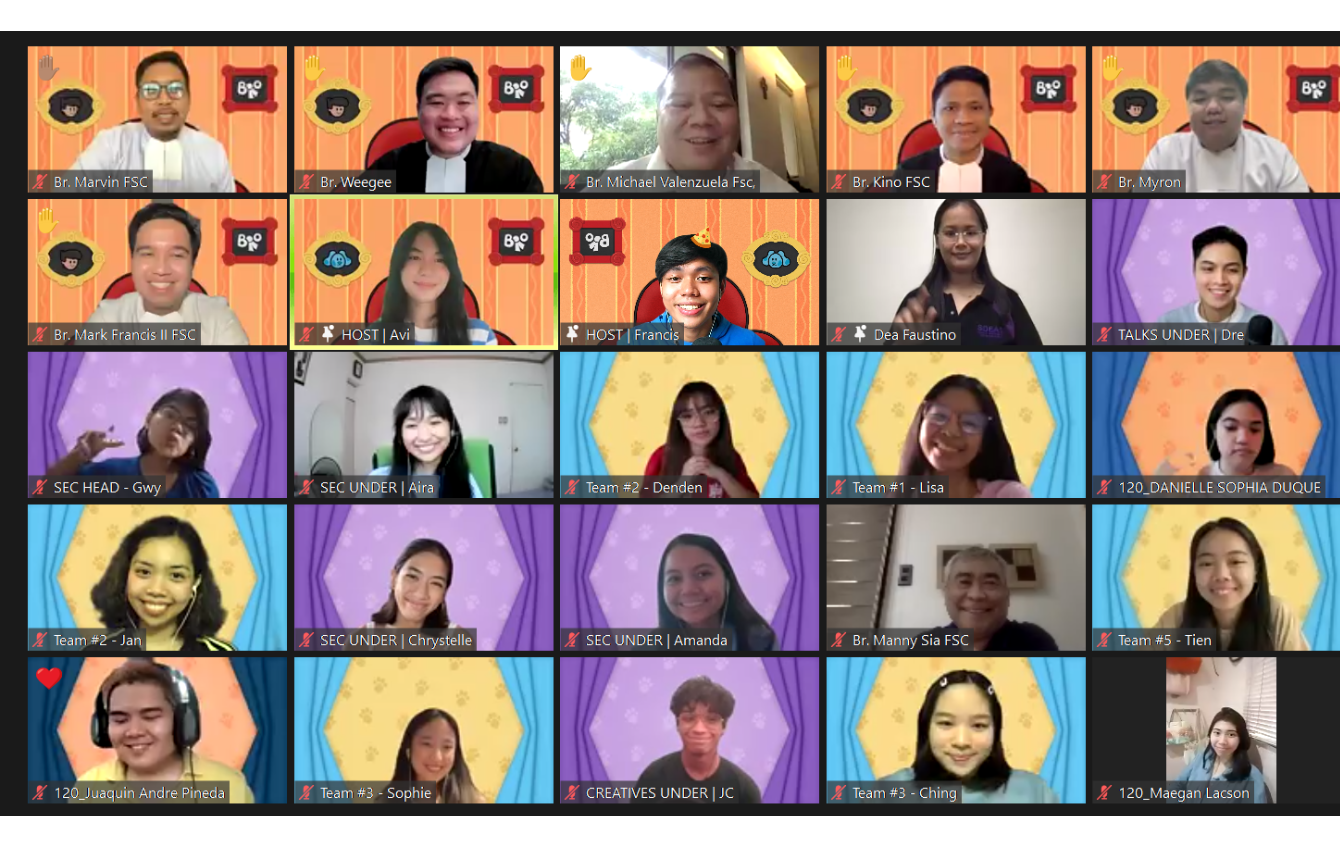 Br. Marvin FSC
Br. Weegee
Br. Michael Valenzuela Fsc,
Br. Kino FSC
Br. Myron
Br. Mark Francis II FSC
HOST | Avi
HOST | Francis
Dea Faustino
TALKS UNDER | Dre
SEC HEAD - Gwy
SEC UNDER | Aira
Team #2 - Denden
Team #1 - Lisa
120_DANIELLE SOPHIA DUQUE
Team #2 - Jan
SEC UNDER | Chrystelle
SEC UNDER | Amanda
Br. Manny Sia FSC
Team #5 - Tien
120_Juaquin Andre Pineda
Team #3 - Sophie
CREATIVES UNDER | JC
Team #3 - Ching
120_Maegan Lacson